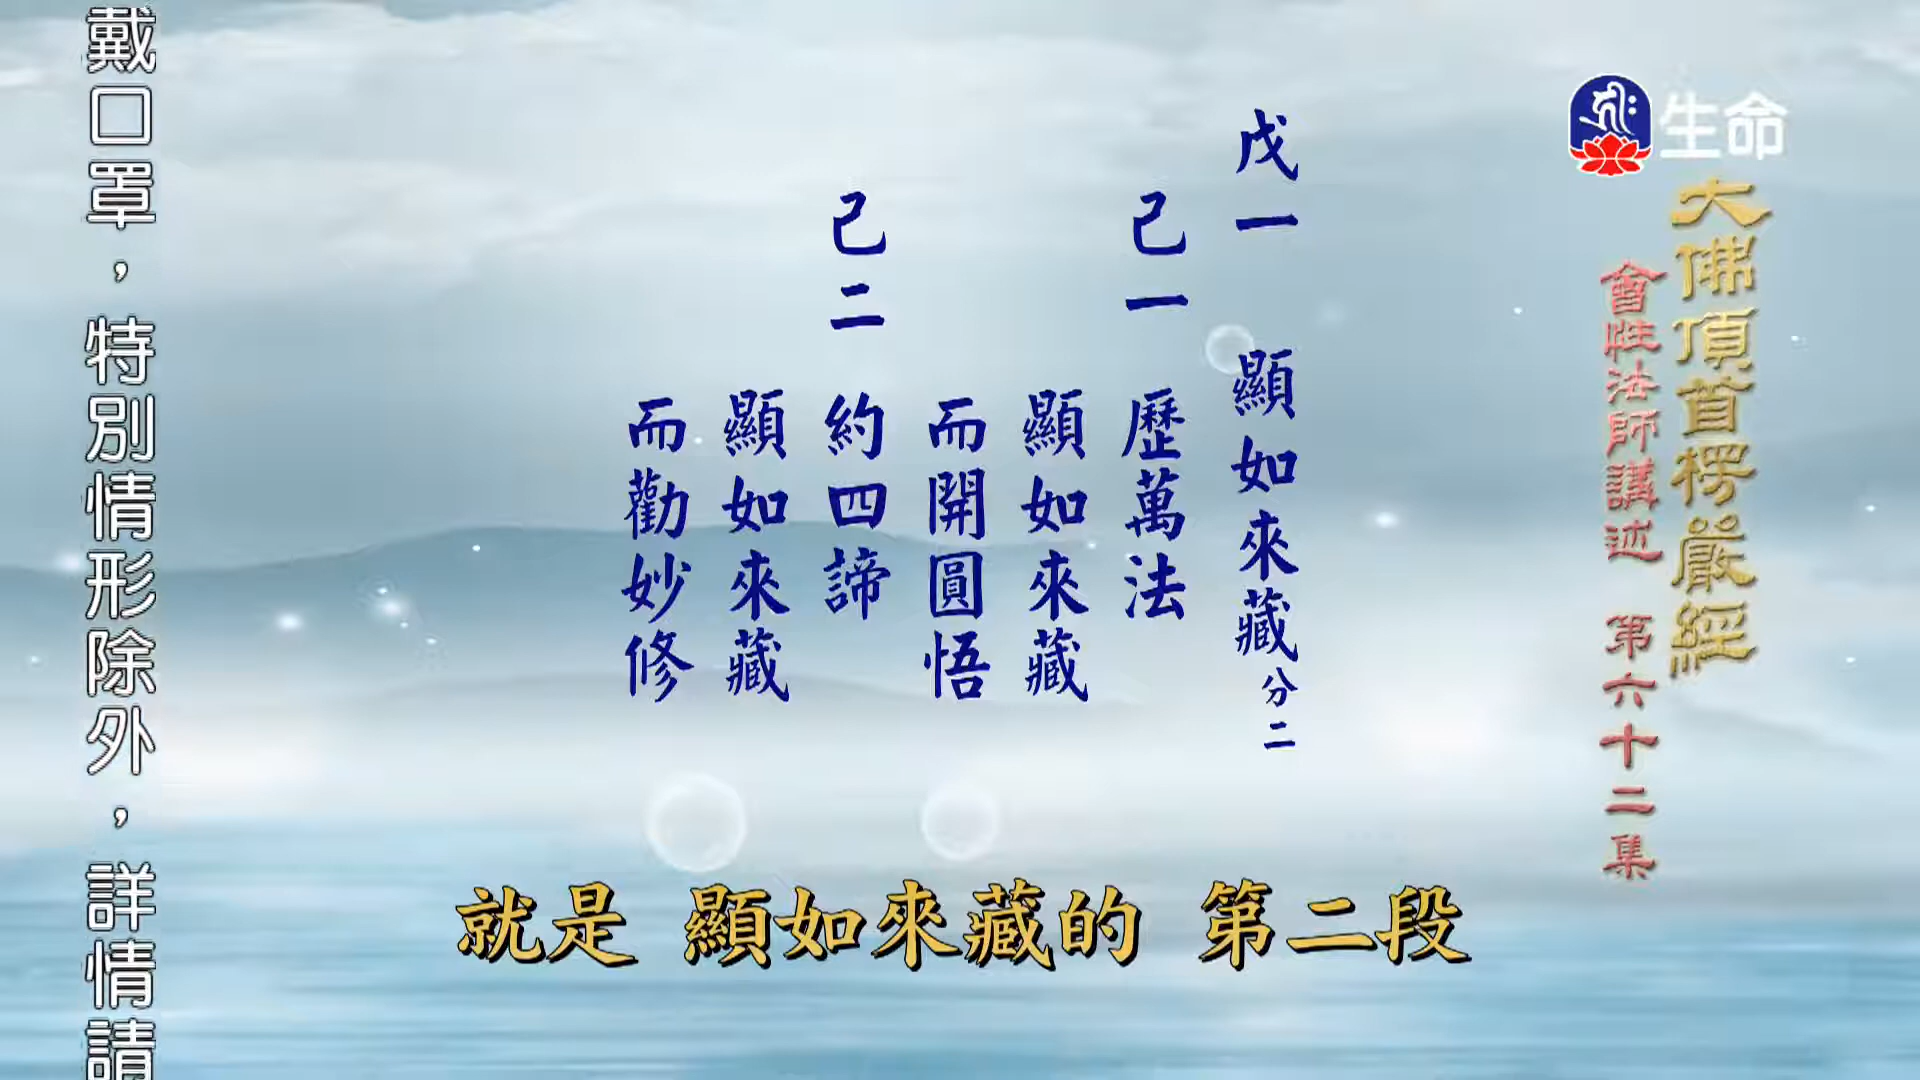 生命
大佛頂首楞嚴經
會性法師講述 第六十二集
戊一 顯如來藏分二
己一 歷萬法
顯如來藏
而開圓悟
己二 約四諦
顯如來藏
而勸妙修
就是 顯如來藏的 第二段
戴口罩，特別情形除外，詳情請